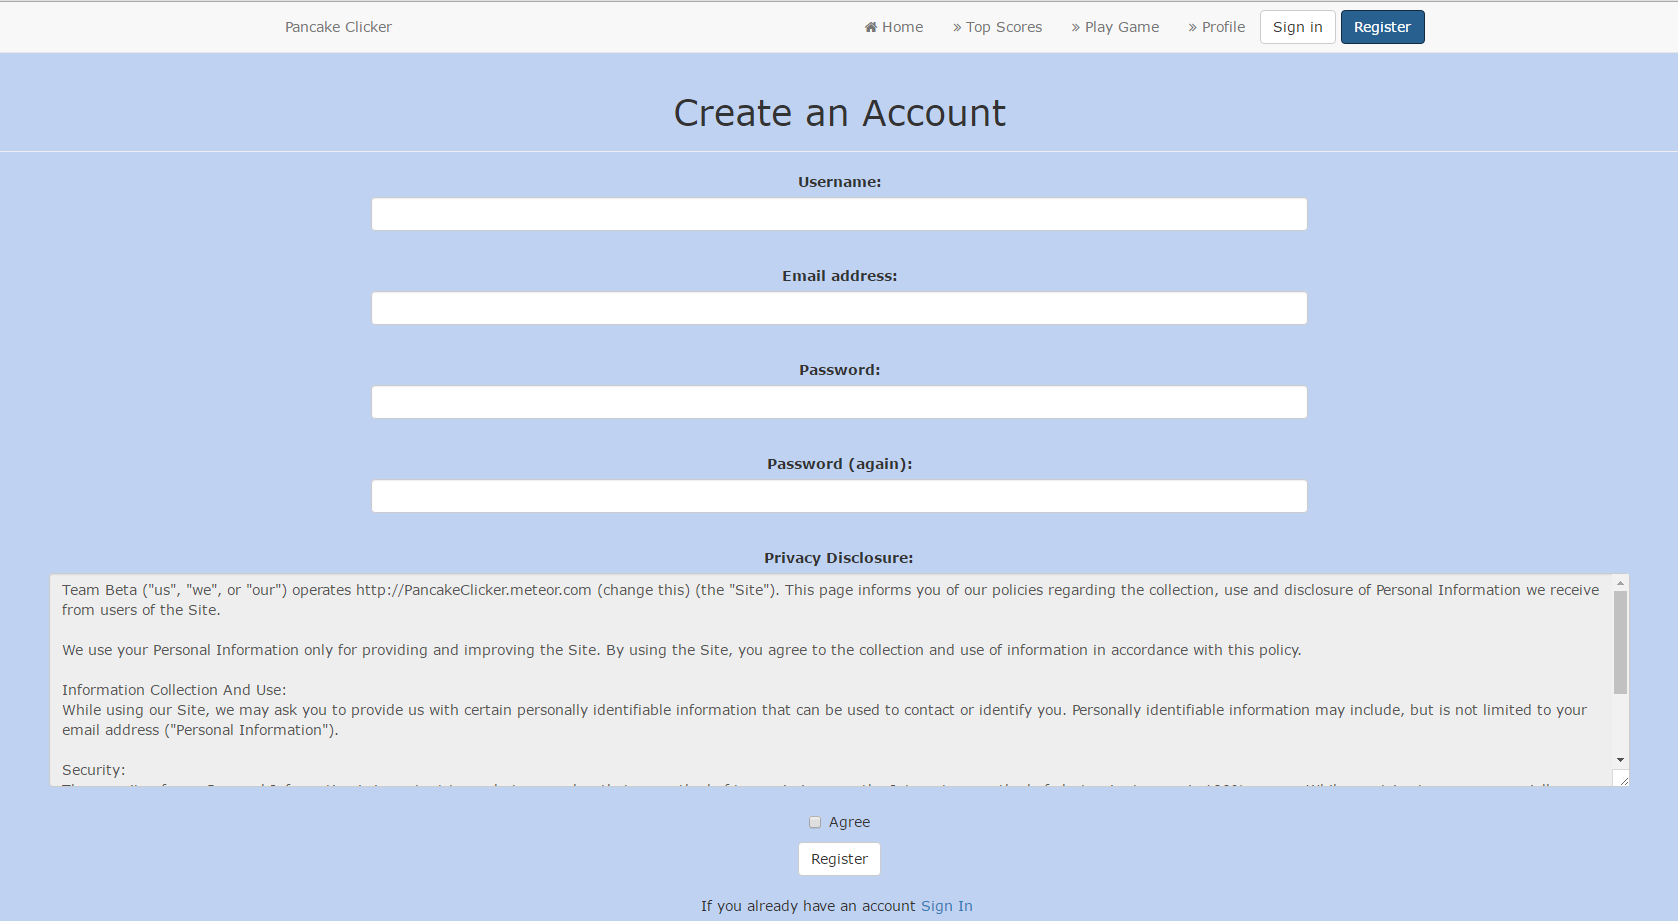 Pancake Clicker
Home
» Top Scores
» Play Game
» Profile
Sign in
Register
Create an Account
Username:
Email address:
Password:
Password (again):
Privacy Disclosure:
Team Beta ("us", "we", or "our") operates http://PancakeClicker.meteor.com (change this) (the "Site"). This page informs you of our policies regarding the collection, use and disclosure of Personal Information we receive
from users of the Site.
We use your Personal Information only for providing and improving the Site. By using the Site, you agree to the collection and use of information in accordance with this policy.
Information Collection And Use:
While using our Site, we may ask you to provide us with certain personally identifiable information that can be used to contact or identify you. Personally identifiable information may include, but is not limited to your
email address ("Personal Information").
Security:
Agree
Register
If you already have an account Sign In